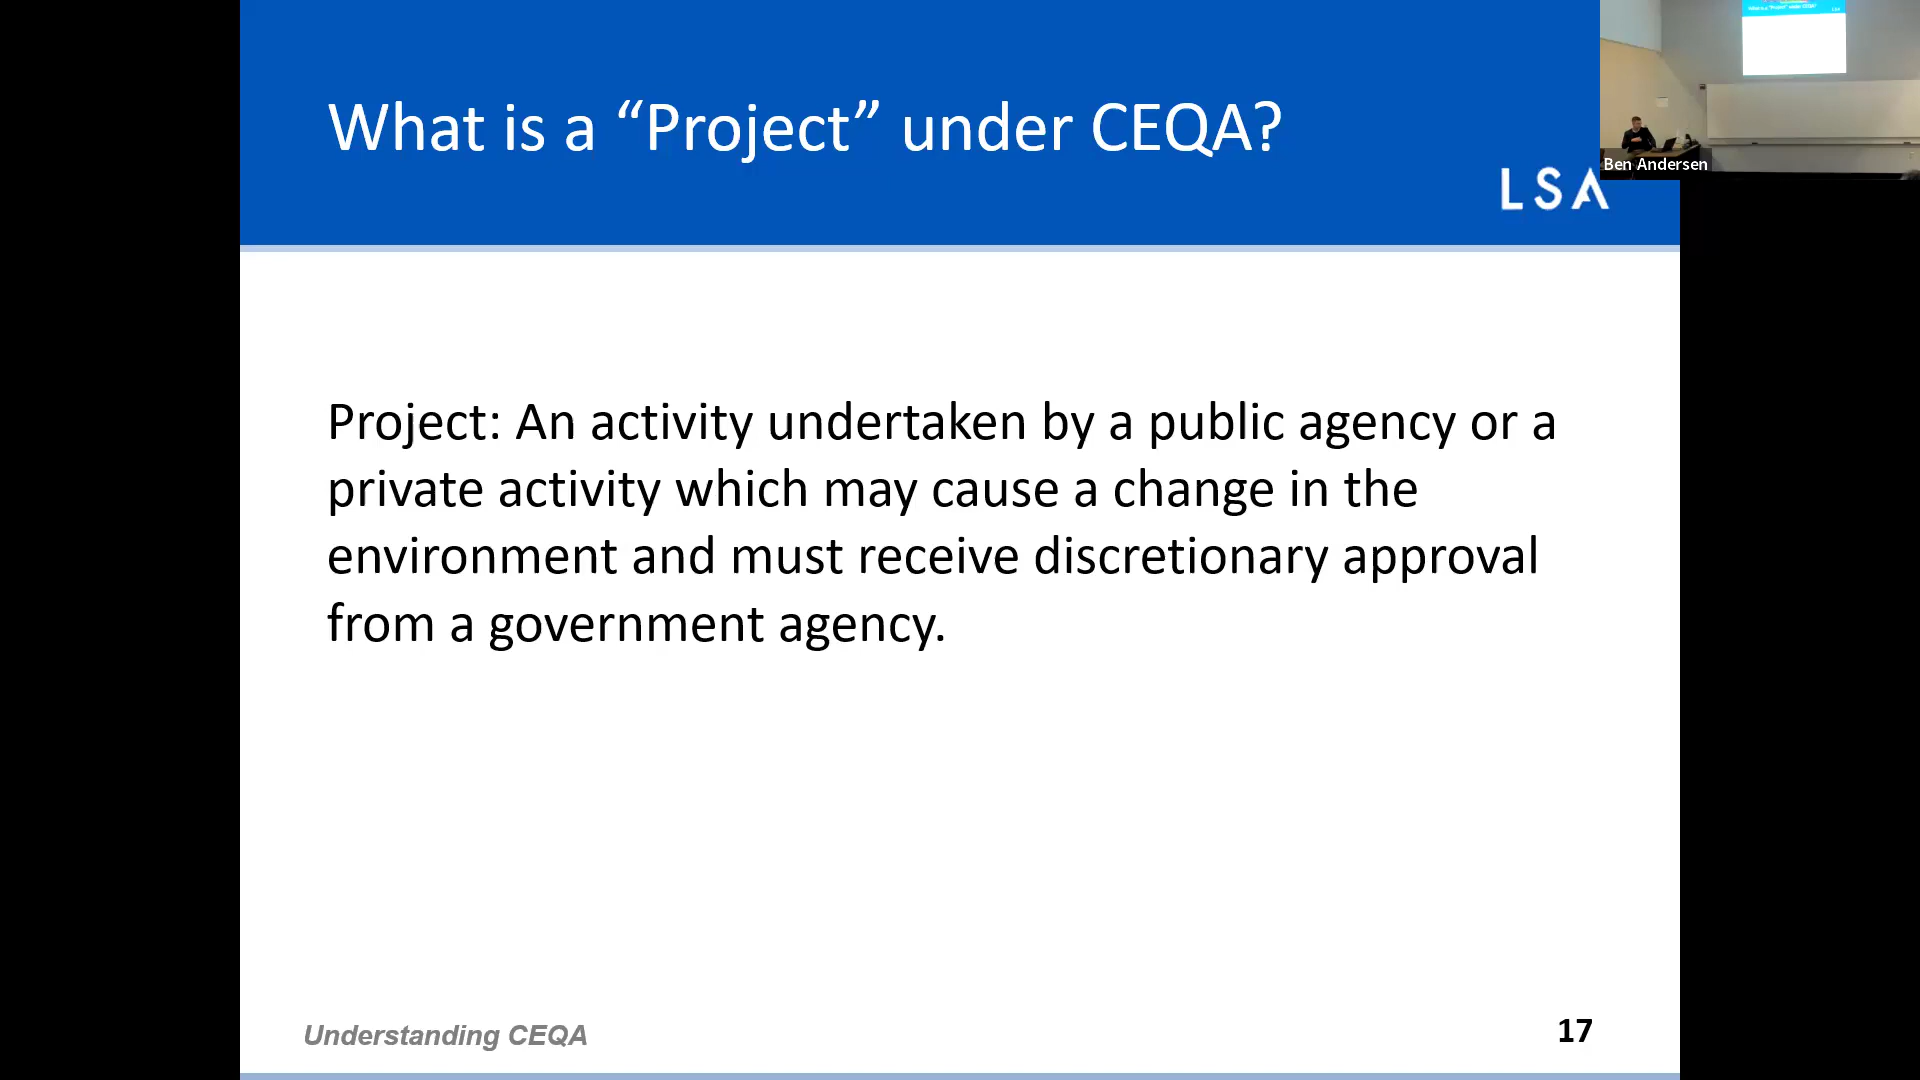 What is a “Project” under CEQA?
LSA
Ben Andersen
Project: An activity undertaken by a public agency or a
private activity which may cause a change in the
environment and must receive discretionary approval
from a government agency.
Understanding CEQA
17